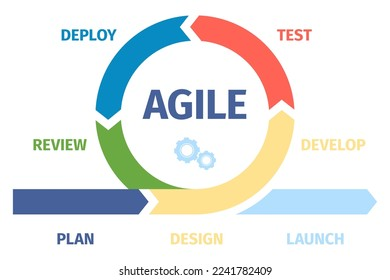 DEPLOY TEST
AGILE
REVIEW DEVELOP
PLAN DESIGN LAUNCH
shutterstock.com · 2241782409